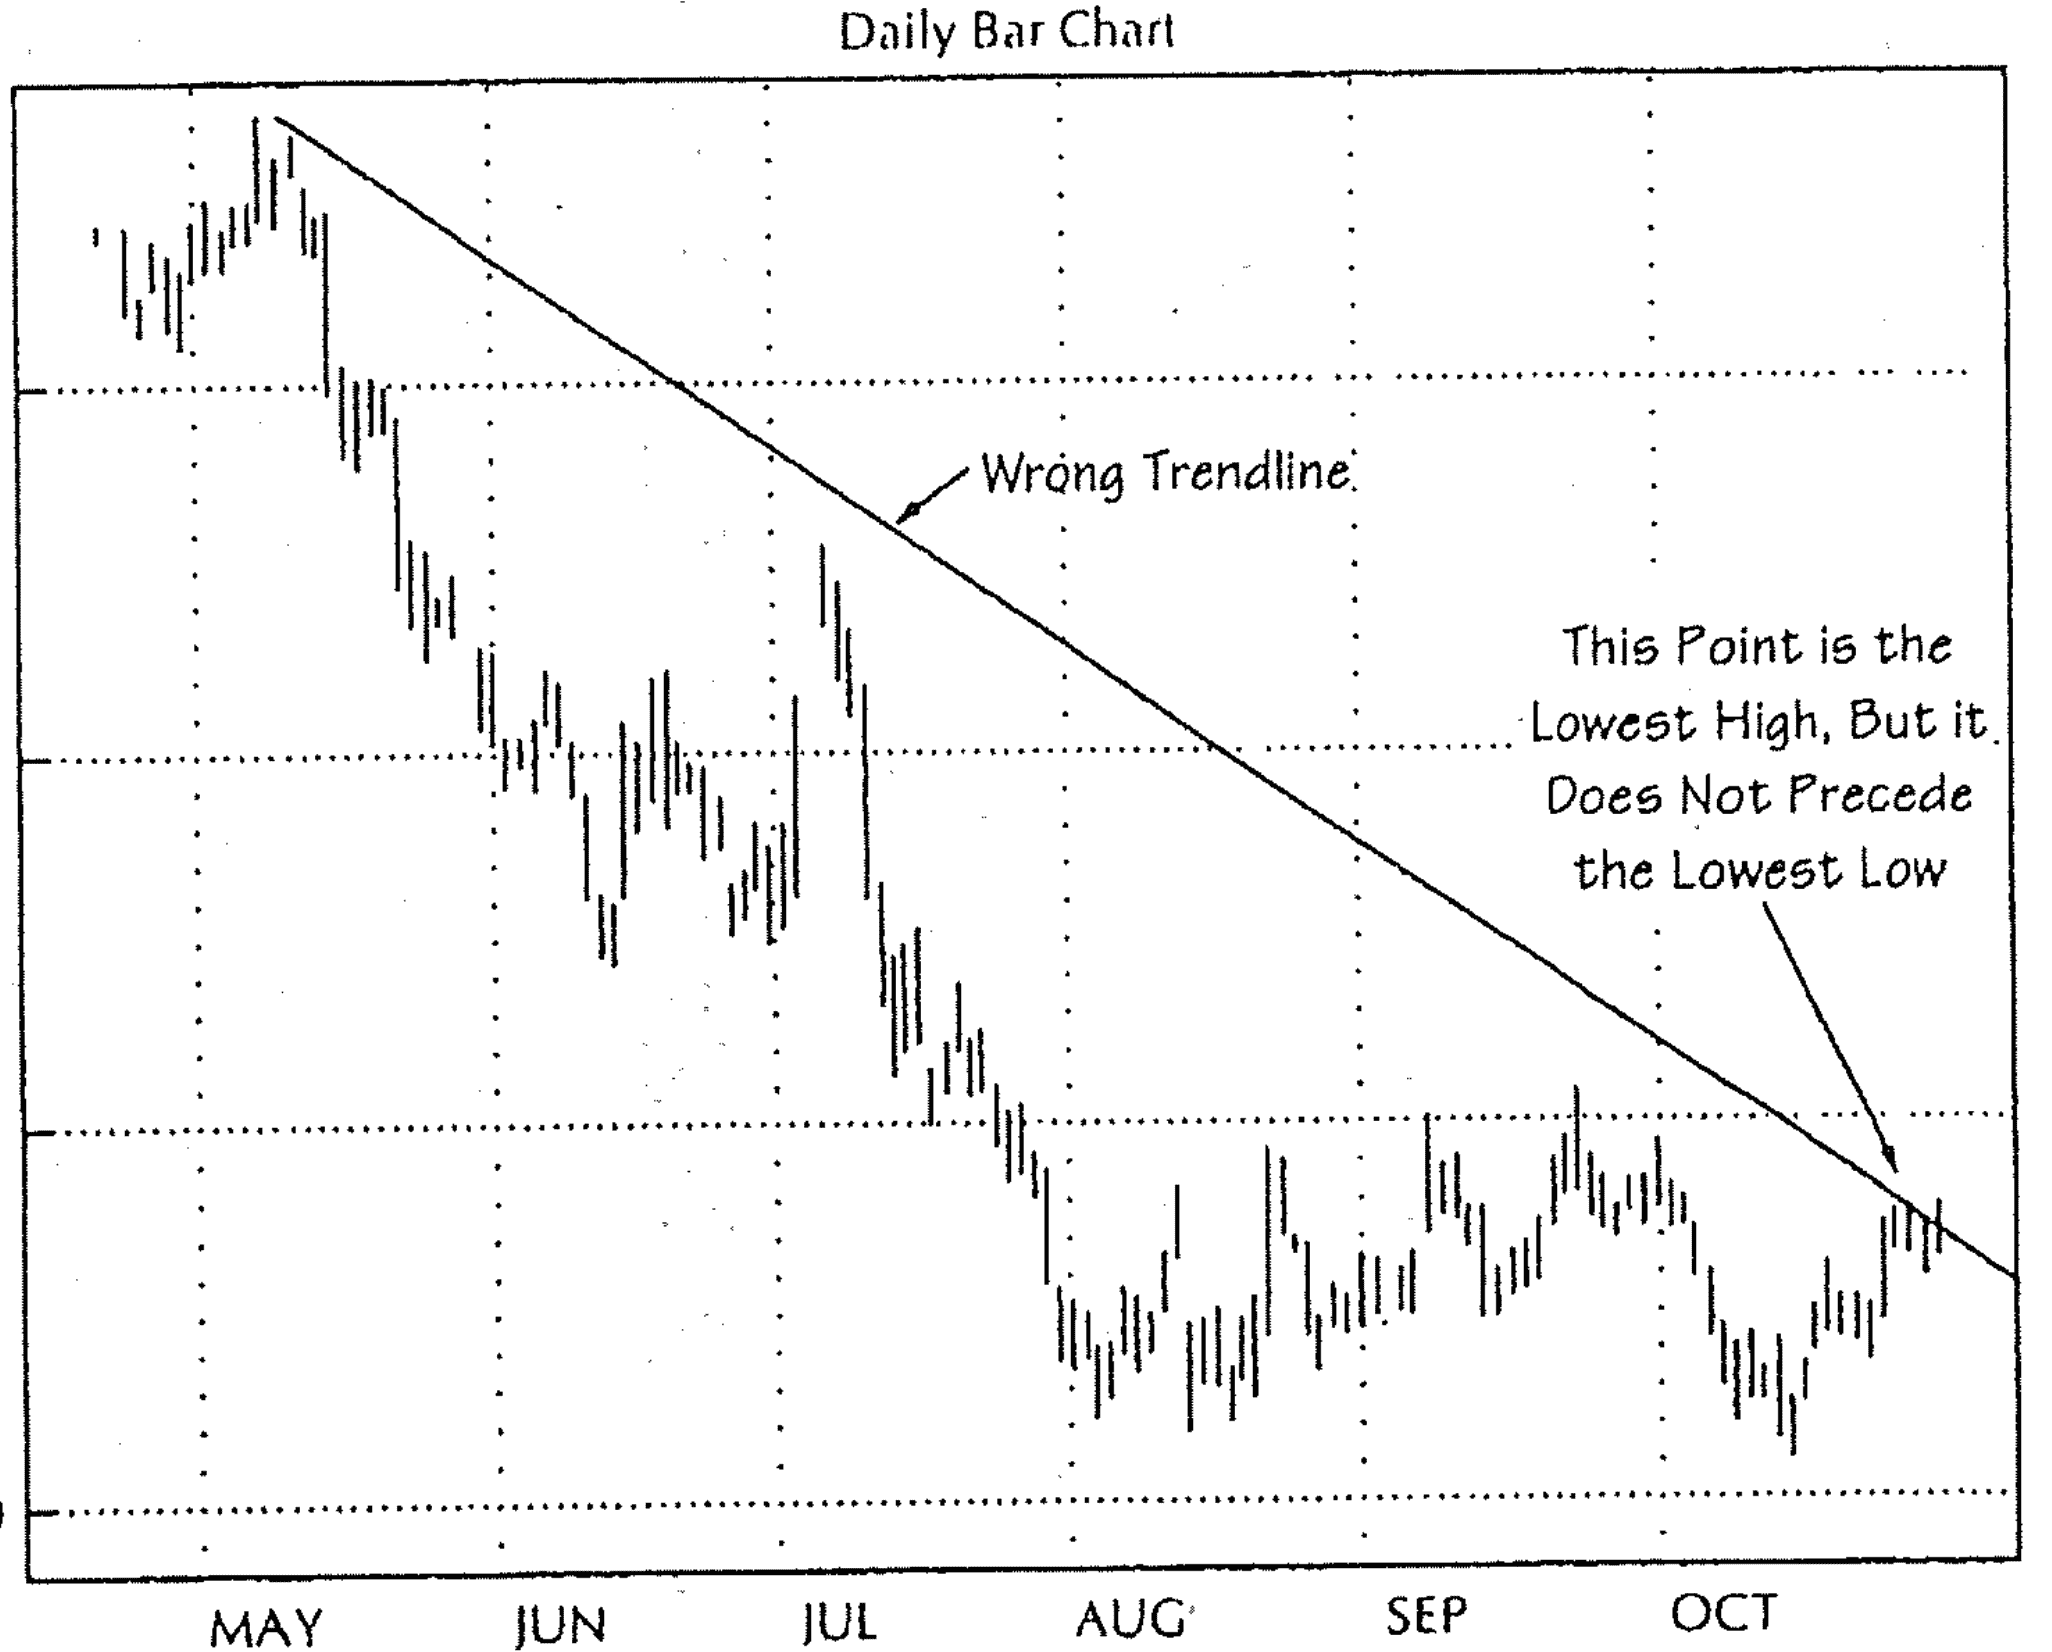 Daily Bar Chart
Wrong Trendline
This Point is the
Lowest High, But it
Does Not Precede
the Lowest Low
MAY JUN JUL AUG SEP OCT